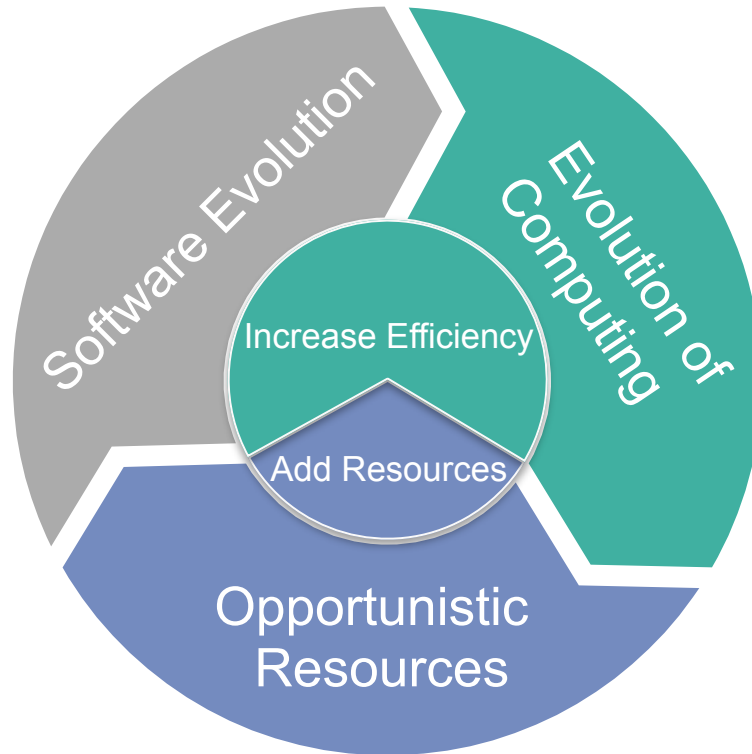 Software Evolution
Evolution of
Computing
Increase Efficiency
Add Resources
Opportunistic
Resources